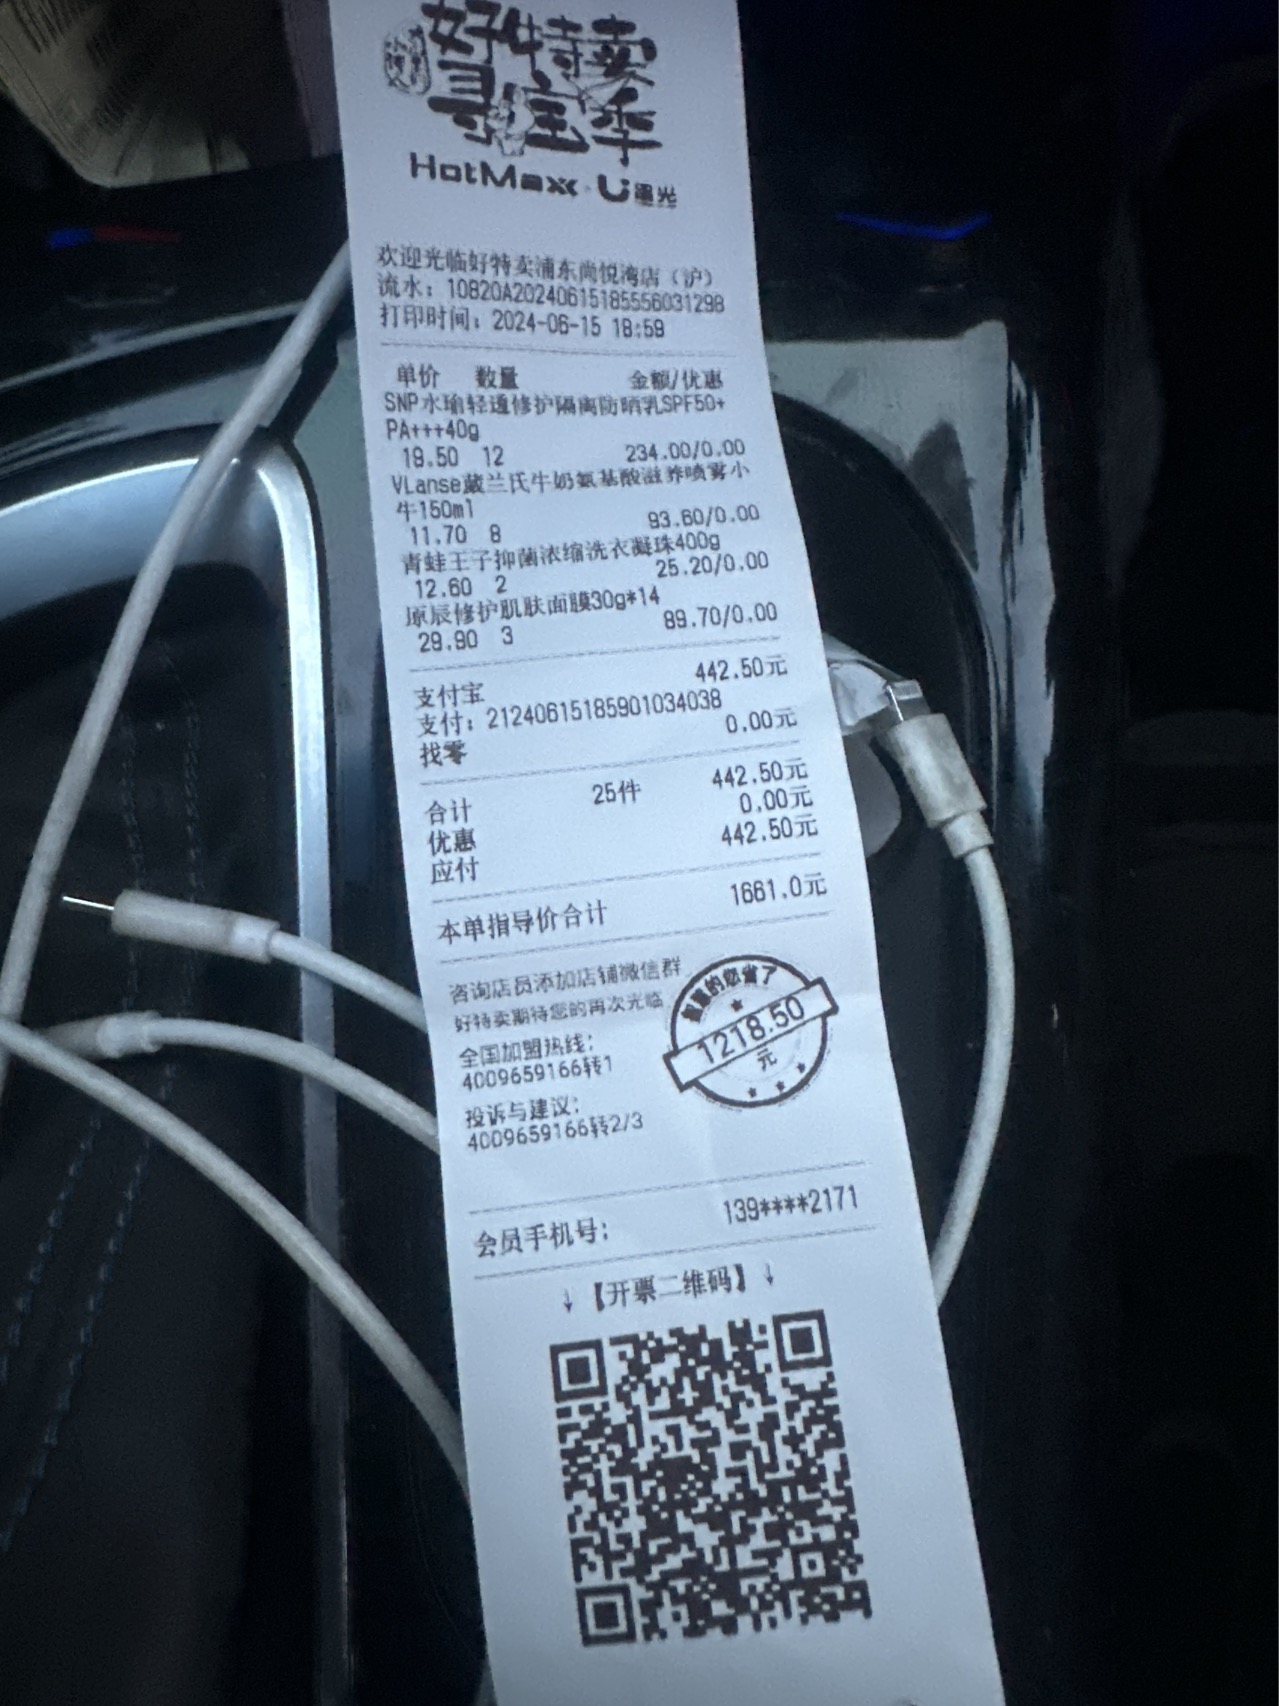 好特卖
寻宝季
HotMaxx · U 墨光
欢迎光临好特卖浦东尚悦湾店（沪）
流水：10820A20240615185556031298
打印时间：2024-06-15 18:59
单价 数量 金额/优惠
SNP水瑜轻透修护隔离防晒乳SPF50+
PA+++40g
19.50 12 234.00/0.00
VLanse葳兰氏牛奶氨基酸滋养喷雾小
牛150ml
11.70 8 93.60/0.00
青蛙王子抑菌浓缩洗衣凝珠400g
12.60 2 25.20/0.00
原辰修护肌肤面膜30g*14
29.90 3 89.70/0.00
支付宝 442.50元
支付：21240615185901034038
找零 0.00元
合计 25件 442.50元
优惠 0.00元
应付 442.50元
本单指导价合计 1661.0元
咨询店员添加店铺微信群
好特卖期待您的再次光临
尊重的您省了
1218.50
元
全国加盟热线：
4009659166转1
投诉与建议：
4009659166转2/3
会员手机号： 139****2171
↓【开票二维码】↓